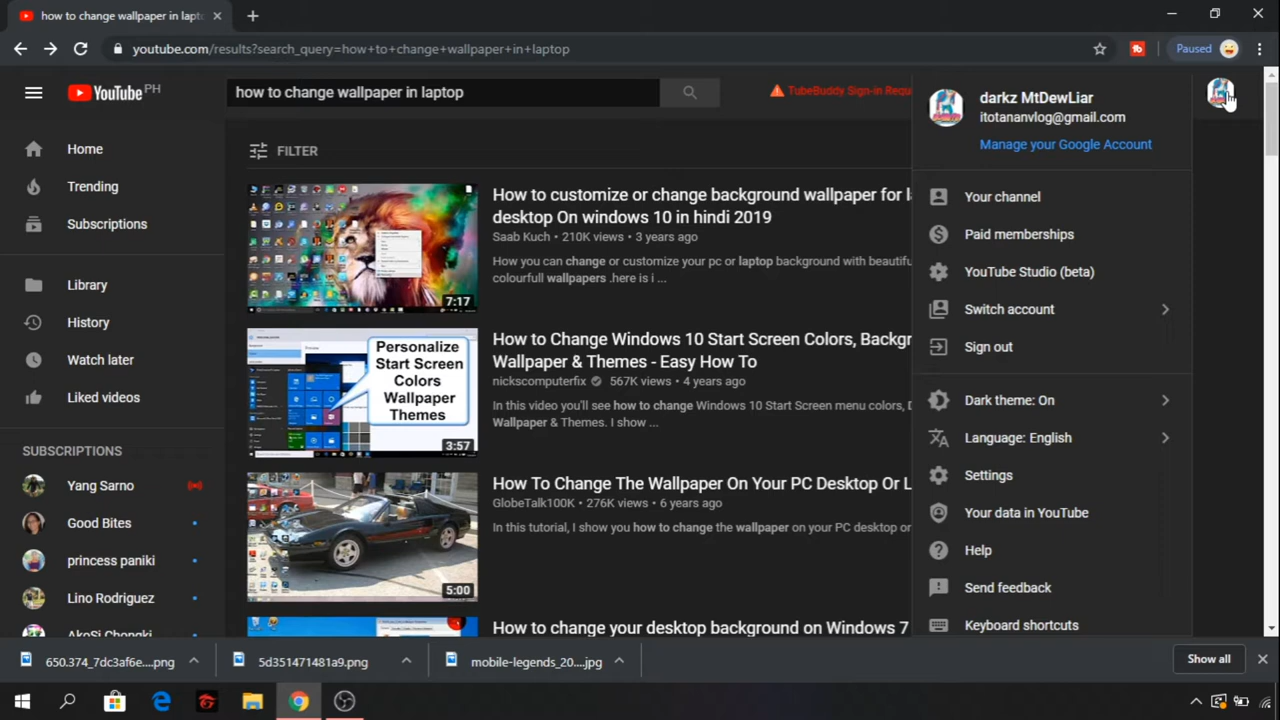 how to change wallpaper in lapto
youtube.com/results?search_query=how+to+change+wallpaper+in+laptop
Paused
YouTube PH
how to change wallpaper in laptop
TubeBuddy Sign-in Requi
darkz MtDewLiar
itotananvlog@gmail.com
Manage your Google Account
Home
Trending
Subscriptions
Library
History
Watch later
Liked videos
SUBSCRIPTIONS
Yang Sarno
Good Bites
princess paniki
Lino Rodriguez
AkoSi Chongki
FILTER
7:17
How to customize or change background wallpaper for la
desktop On windows 10 in hindi 2019
Saab Kuch • 210K views • 3 years ago
How you can change or customize your pc or laptop background with beautifu
colourfull wallpapers .here is i ...
Personalize
Start Screen
Colors
Wallpaper
Themes
3:57
How to Change Windows 10 Start Screen Colors, Backgr
Wallpaper & Themes - Easy How To
nickscomputerfix 567K views • 4 years ago
In this video you'll see how to change Windows 10 Start Screen menu colors, D
Wallpaper & Themes. I show ...
5:00
How To Change The Wallpaper On Your PC Desktop Or L
GlobeTalk100K • 276K views • 6 years ago
In this tutorial, I show you how to change the wallpaper on your PC desktop or
How to change your desktop background on Windows 7
Your channel
Paid memberships
YouTube Studio (beta)
Switch account
Sign out
Dark theme: On
Language: English
Settings
Your data in YouTube
Help
Send feedback
Keyboard shortcuts
650.374_7dc3af6e....png
5d351471481a9.png
mobile-legends_20....jpg
Show all